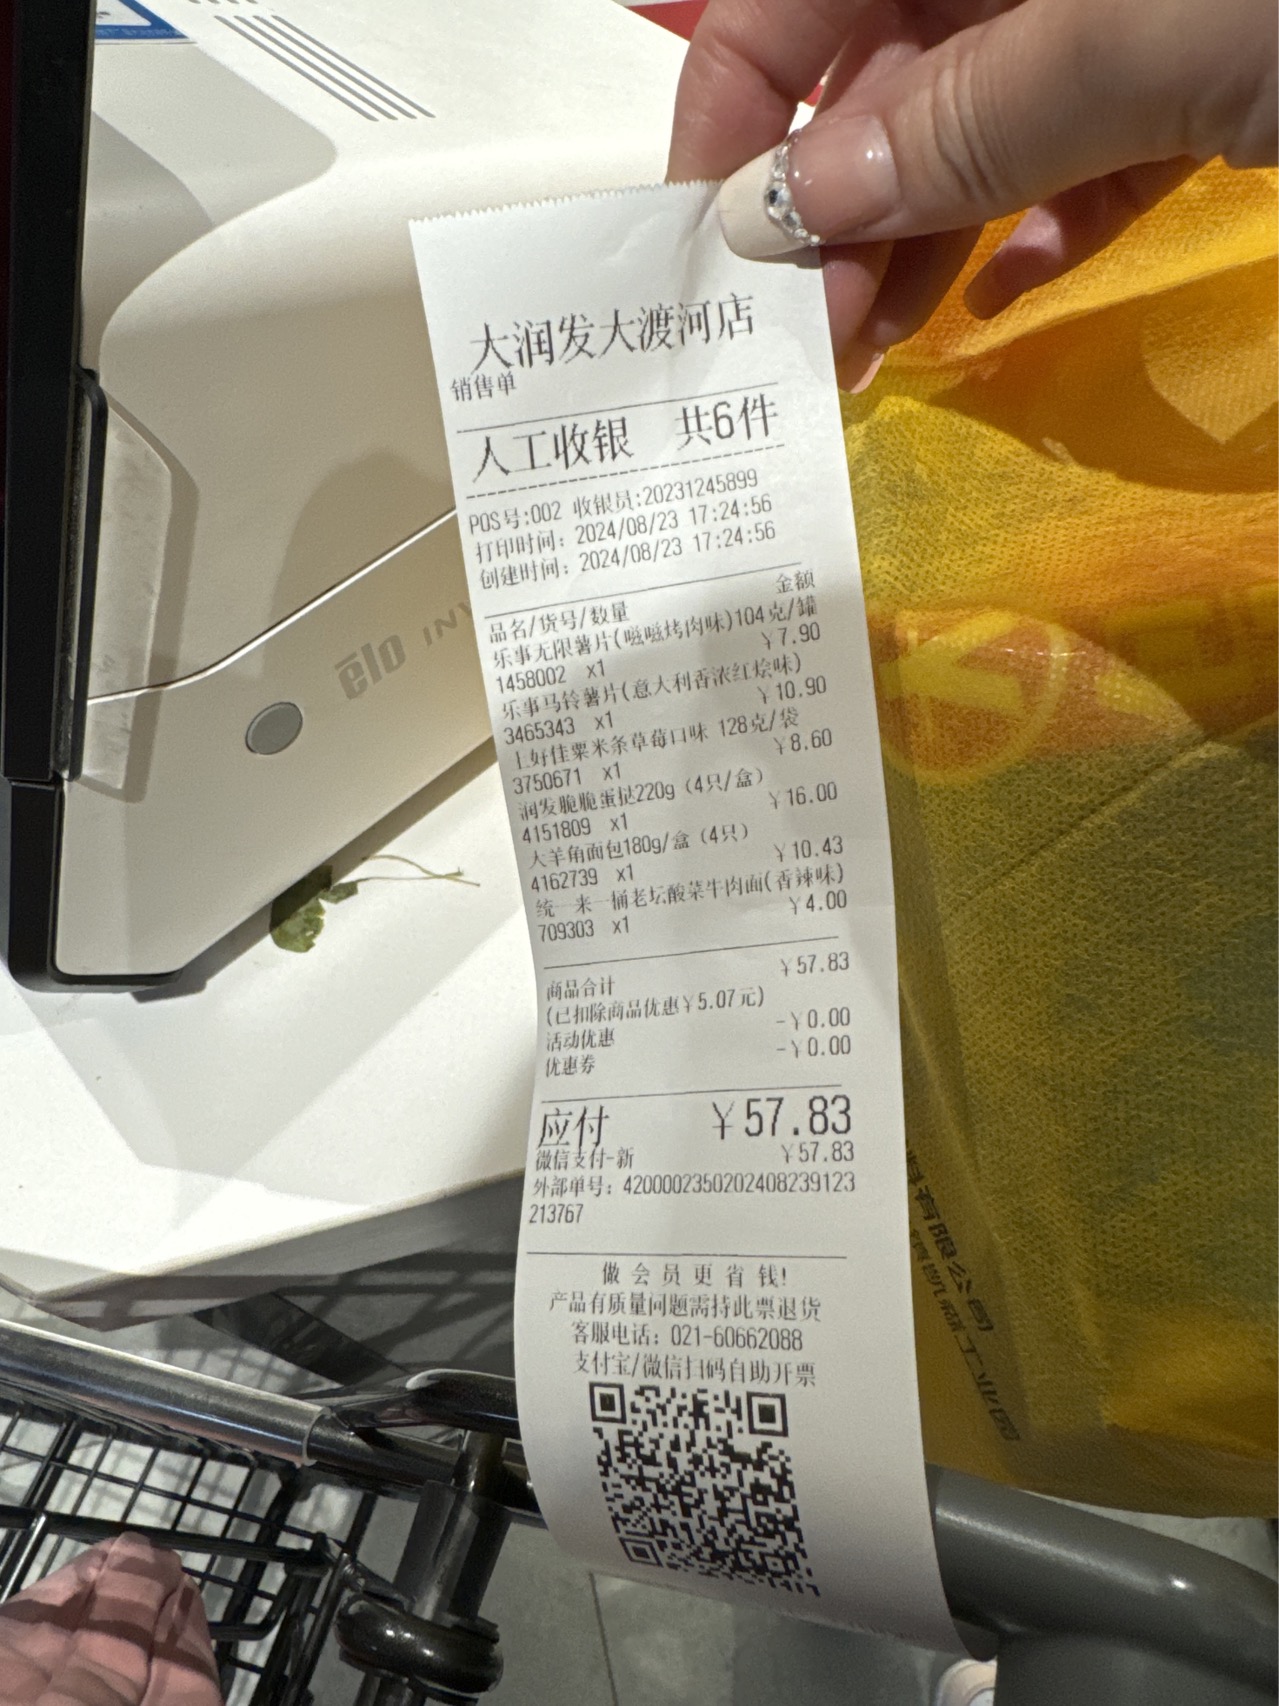 大润发大渡河店
销售单
人工收银 共6件
POS号:002 收银员:20231245899
打印时间: 2024/08/23 17:24:56
创建时间: 2024/08/23 17:24:56
品名/货号/数量 金额
乐事无限薯片(嗞嗞烤肉味)104克/罐
1458002 x1 ￥7.90
乐事马铃薯片(意大利香浓红烩味)
3465343 x1 ￥10.90
上好佳粟米条草莓口味 128克/袋
3750671 x1 ￥8.60
润发脆脆蛋挞220g (4只/盒)
4151809 x1 ￥16.00
大羊角面包180g/盒 (4只)
4162739 x1 ￥10.43
统一来一桶老坛酸菜牛肉面(香辣味)
709303 x1 ￥4.00
商品合计 ￥57.83
(已扣除商品优惠￥5.07元)
活动优惠 -￥0.00
优惠券 -￥0.00
应付 ￥57.83
微信支付-新 ￥57.83
外部单号: 4200002350202408239123
213767
做会员更省钱!
产品有质量问题需持此票退货
客服电话: 021-60662088
支付宝/微信扫码自助开票
elo
有限公司
工业园